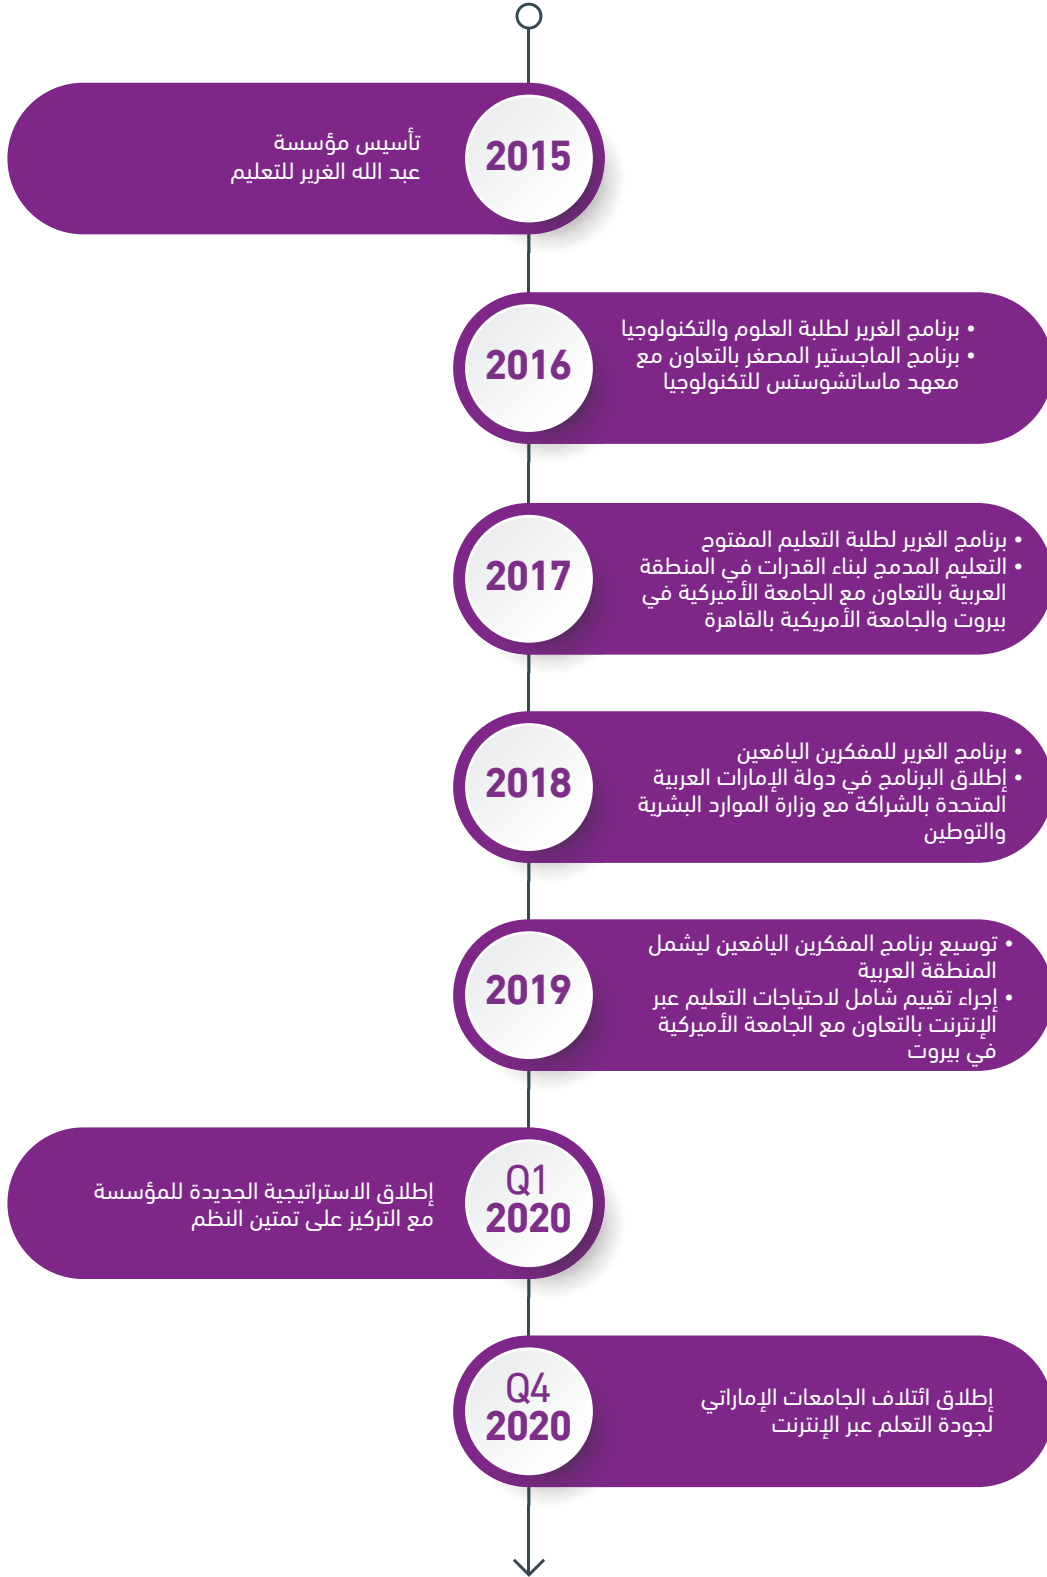 2015
تأسيس مؤسسة
عبد الله الغرير للتعليم
2016
• برنامج الغرير لطلبة العلوم والتكنولوجيا
• برنامج الماجستير المصغر بالتعاون مع
معهد ماساتشوستس للتكنولوجيا
2017
• برنامج الغرير لطلبة التعليم المفتوح
• التعليم المدمج لبناء القدرات في المنطقة
العربية بالتعاون مع الجامعة الأميركية في
بيروت والجامعة الأمريكية بالقاهرة
2018
• برنامج الغرير للمفكرين اليافعين
• إطلاق البرنامج في دولة الإمارات العربية
المتحدة بالشراكة مع وزارة الموارد البشرية
والتوطين
2019
• توسيع برنامج المفكرين اليافعين ليشمل
المنطقة العربية
• إجراء تقييم شامل لاحتياجات التعليم عبر
الإنترنت بالتعاون مع الجامعة الأميركية
في بيروت
Q1
2020
إطلاق الاستراتيجية الجديدة للمؤسسة
مع التركيز على تمتين النظم
Q4
2020
إطلاق ائتلاف الجامعات الإماراتي
لجودة التعلم عبر الإنترنت